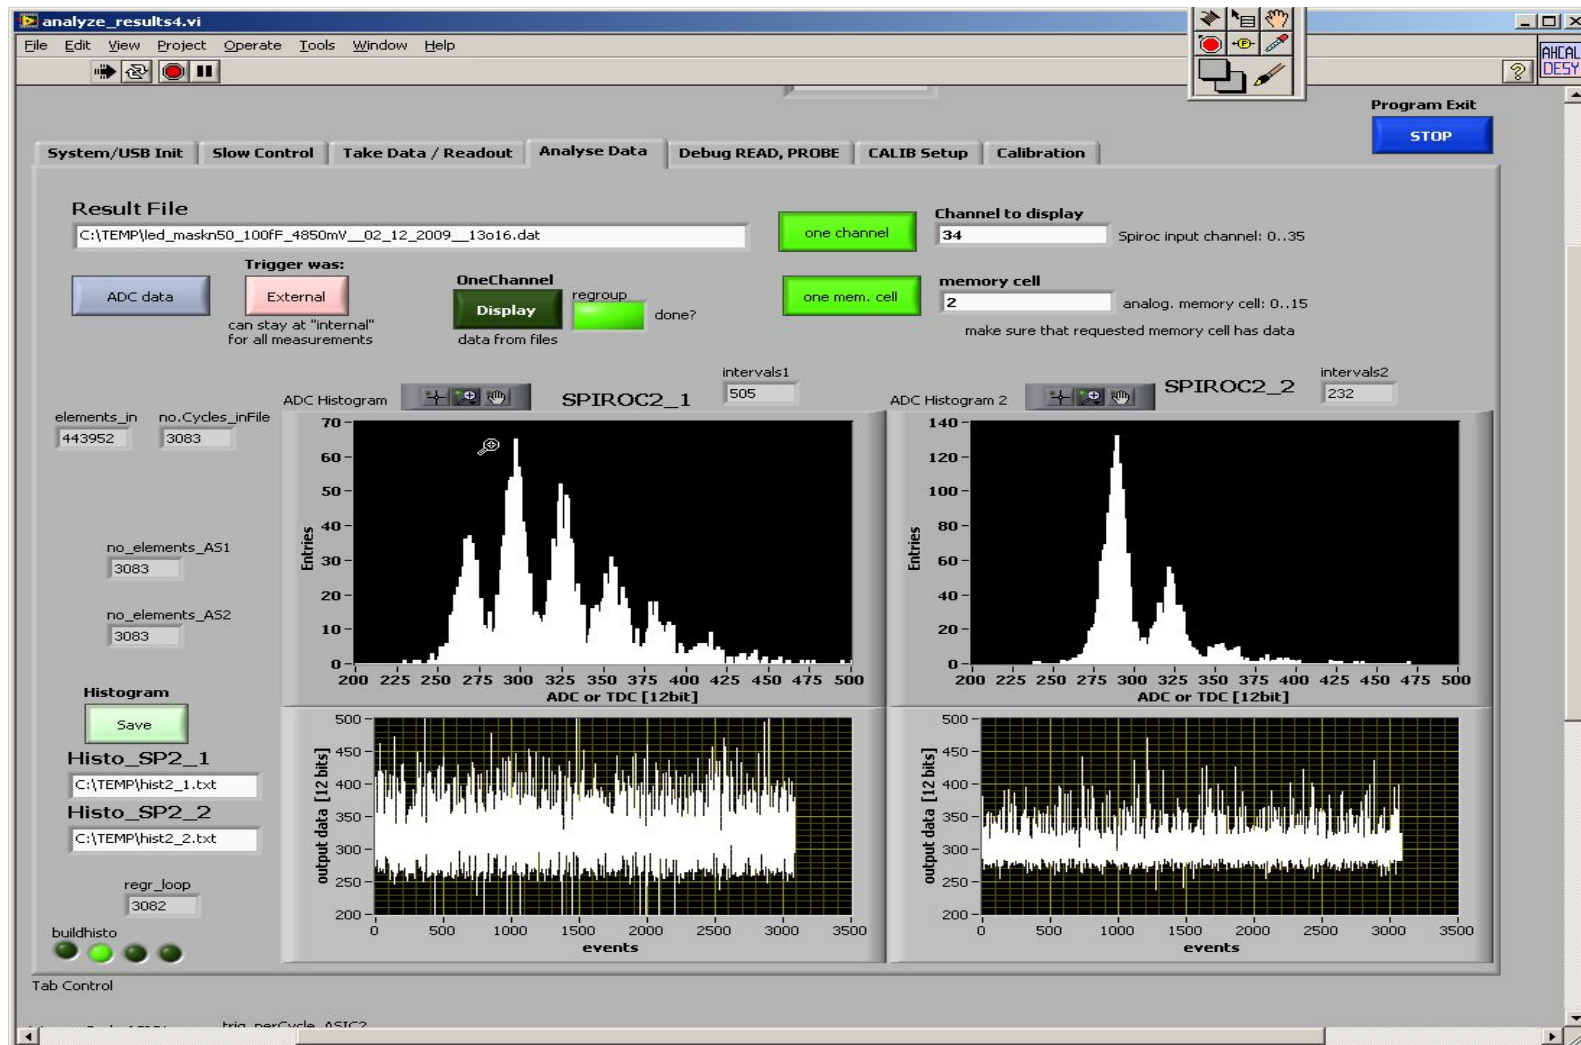 analyze_results4.vi
File Edit View Project Operate Tools Window Help
AHCAL
DESY
Program Exit
STOP
System/USB Init Slow Control Take Data / Readout Analyse Data Debug READ, PROBE CALIB Setup Calibration
Result File
C:\TEMP\led_maskn50_100fF_4850mV__02_12_2009__13o16.dat
one channel
Channel to display
34
Spiroc input channel: 0..35
ADC data
Trigger was:
External
can stay at "internal"
for all measurements
OneChannel
Display
data from files
regroup
done?
one mem. cell
memory cell
2
analog. memory cell: 0..15
make sure that requested memory cell has data
elements_in
443952
no.Cycles_inFile
3083
no_elements_AS1
3083
no_elements_AS2
3083
Histogram
Save
Histo_SP2_1
C:\TEMP\hist2_1.txt
Histo_SP2_2
C:\TEMP\hist2_2.txt
regr_loop
3082
buildhisto
ADC Histogram
SPIROC2_1
intervals1
505
70
60
50
40
30
20
10
0
Entries
200 225 250 275 300 325 350 375 400 425 450 475 500
ADC or TDC [12bit]
500
450
400
350
300
250
200
output data [12 bits]
0 500 1000 1500 2000 2500 3000 3500
events
ADC Histogram 2
SPIROC2_2
intervals2
232
140
120
100
80
60
40
20
0
Entries
200 225 250 275 300 325 350 375 400 425 450 475 500
ADC or TDC [12bit]
500
450
400
350
300
250
200
output data [12 bits]
0 500 1000 1500 2000 2500 3000 3500
events
Tab Control